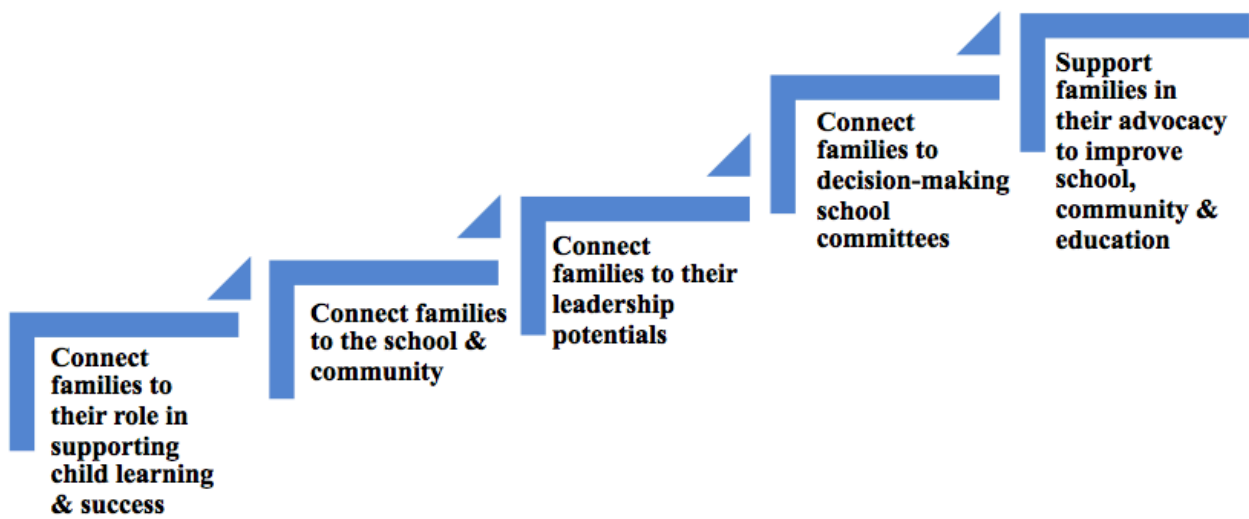 Connect
families to
their role in
supporting
child learning
& success
Connect families
to the school &
community
Connect
families to their
leadership
potentials
Connect
families to
decision-making
school
committees
Support
families in
their advocacy
to improve
school,
community &
education